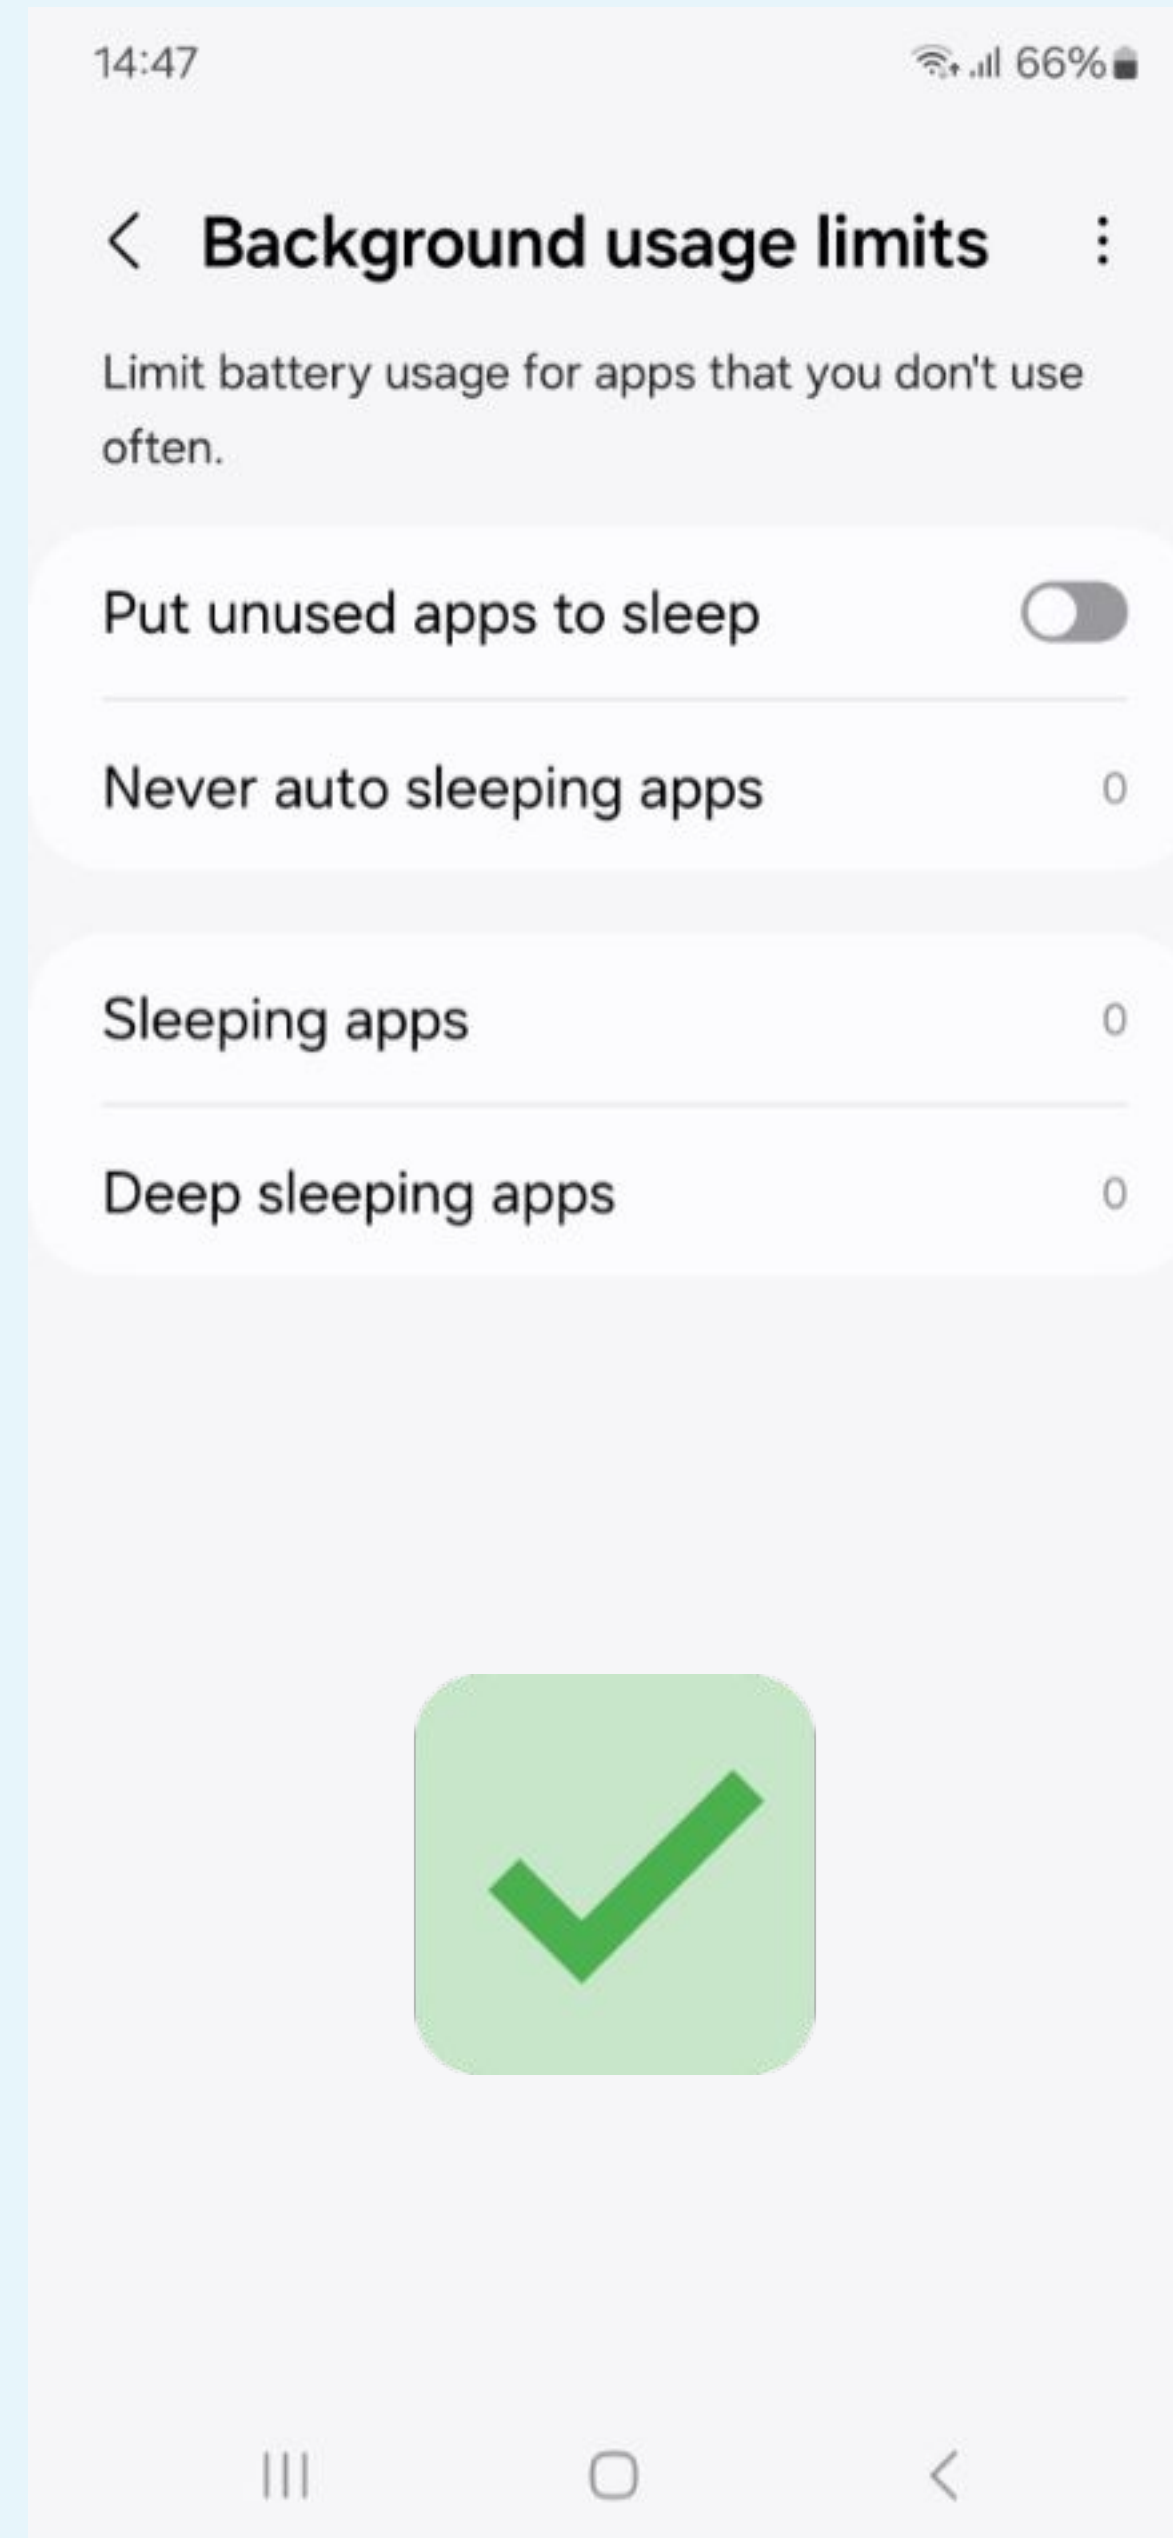 14:47 66%
Background usage limits
Limit battery usage for apps that you don't use
often.
Put unused apps to sleep
Never auto sleeping apps 0
Sleeping apps 0
Deep sleeping apps 0